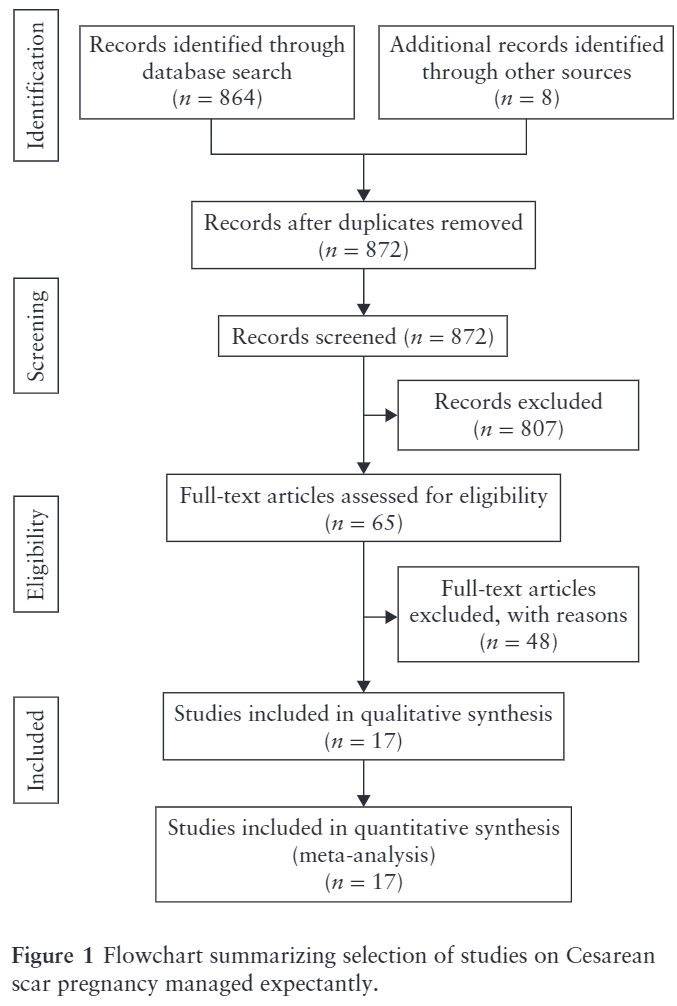 Identification
Records identified through
database search
(n = 864)
Additional records identified
through other sources
(n = 8)
Records after duplicates removed
(n = 872)
Screening
Records screened (n = 872)
Records excluded
(n = 807)
Eligibility
Full-text articles assessed for eligibility
(n = 65)
Full-text articles
excluded, with reasons
(n = 48)
Included
Studies included in qualitative synthesis
(n = 17)
Studies included in quantitative synthesis
(meta-analysis)
(n = 17)
Figure 1 Flowchart summarizing selection of studies on Cesarean
scar pregnancy managed expectantly.